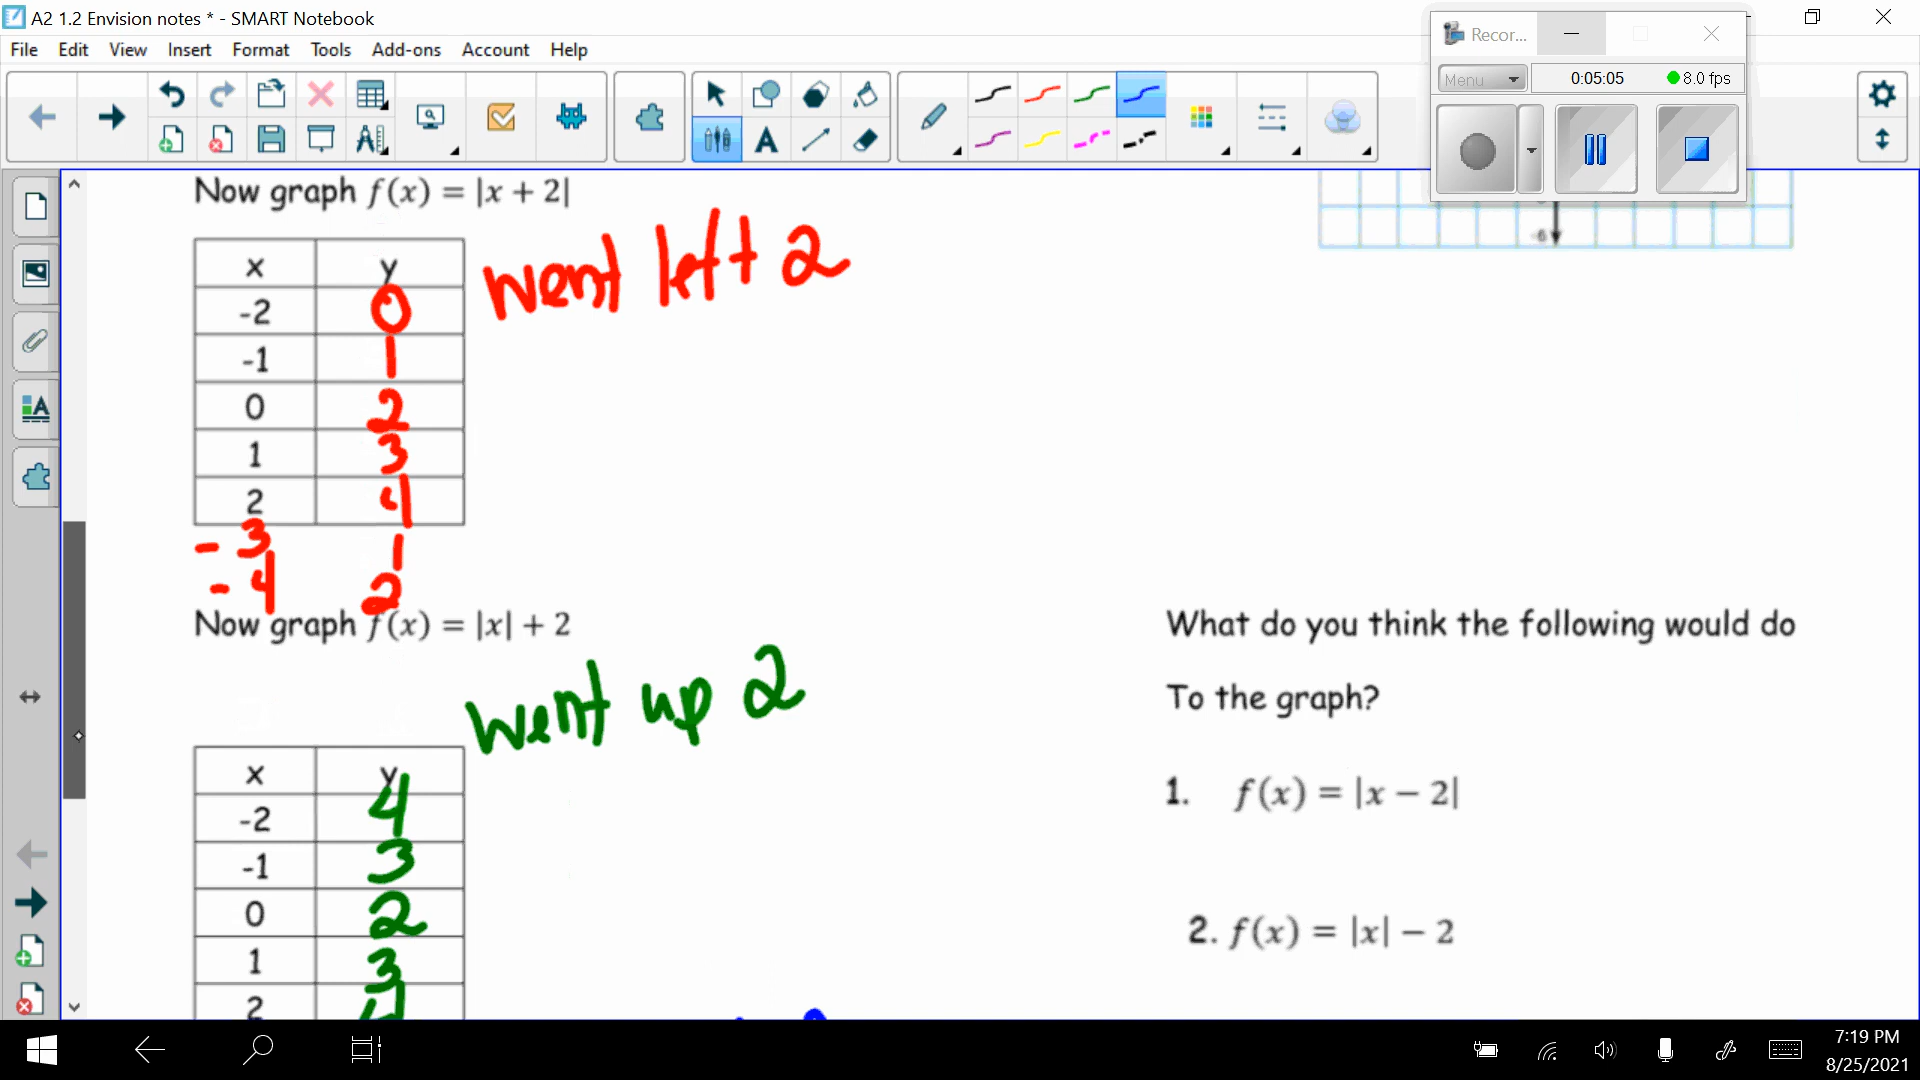 A2 1.2 Envision notes * - SMART Notebook
File Edit View Insert Format Tools Add-ons Account Help
Recor...
Menu 0:05:05 8.0 fps
Now graph f(x) = |x + 2|
-6
went left 2
x y
-2 0
-1 1
0 2
1 3
2 4
-3 1
-4 2
Now graph f(x) = |x| + 2
went up 2
x y
-2 4
-1 3
0 2
1 3
2 4
What do you think the following would do
To the graph?
1. f(x) = |x − 2|
2. f(x) = |x| − 2
7:19 PM
8/25/2021